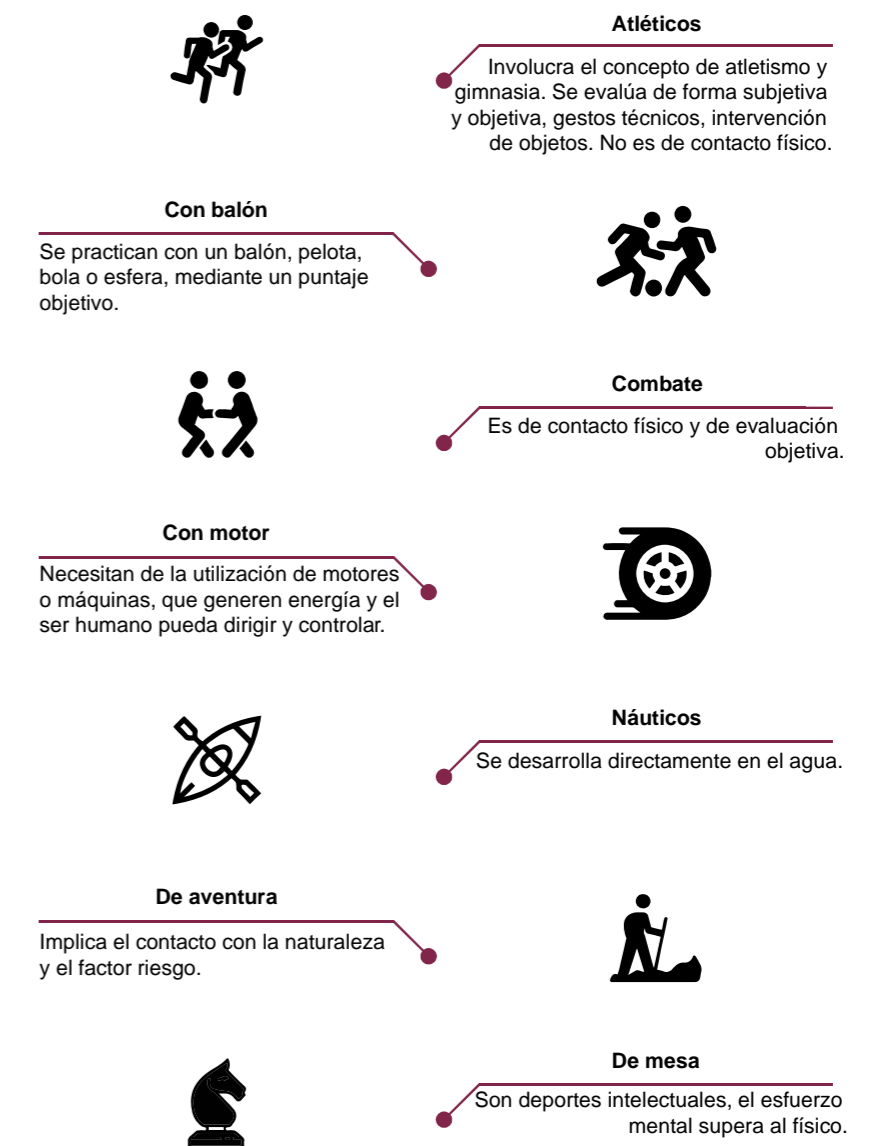 Atléticos
Involucra el concepto de atletismo y
gimnasia. Se evalúa de forma subjetiva
y objetiva, gestos técnicos, intervención
de objetos. No es de contacto físico.
Con balón
Se practican con un balón, pelota,
bola o esfera, mediante un puntaje
objetivo.
Combate
Es de contacto físico y de evaluación
objetiva.
Con motor
Necesitan de la utilización de motores
o máquinas, que generen energía y el
ser humano pueda dirigir y controlar.
Náuticos
Se desarrolla directamente en el agua.
De aventura
Implica el contacto con la naturaleza
y el factor riesgo.
De mesa
Son deportes intelectuales, el esfuerzo
mental supera al físico.